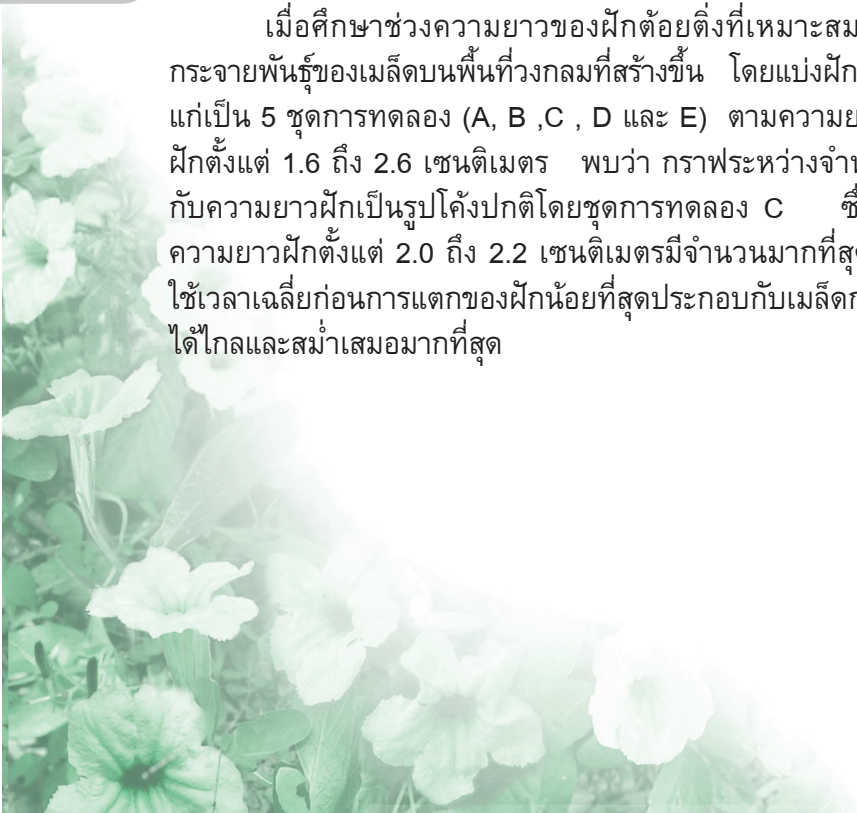 เมื่อศึกษาช่วงความยาวของฝักต้อยติ่งที่เหมาะสม
กระจายพันธุ์ของเมล็ดบนพื้นที่วงกลมที่สร้างขึ้น โดยแบ่งฝัก
แก่เป็น 5 ชุดการทดลอง (A, B ,C , D และ E) ตามความย
ฝักตั้งแต่ 1.6 ถึง 2.6 เซนติเมตร พบว่า กราฟระหว่างจำน
กับความยาวฝักเป็นรูปโค้งปกติโดยชุดการทดลอง C ซึ่
ความยาวฝักตั้งแต่ 2.0 ถึง 2.2 เซนติเมตรมีจำนวนมากที่สุด
ใช้เวลาเฉลี่ยก่อนการแตกของฝักน้อยที่สุดประกอบกับเมล็ดก
ได้ไกลและสม่ำเสมอมากที่สุด